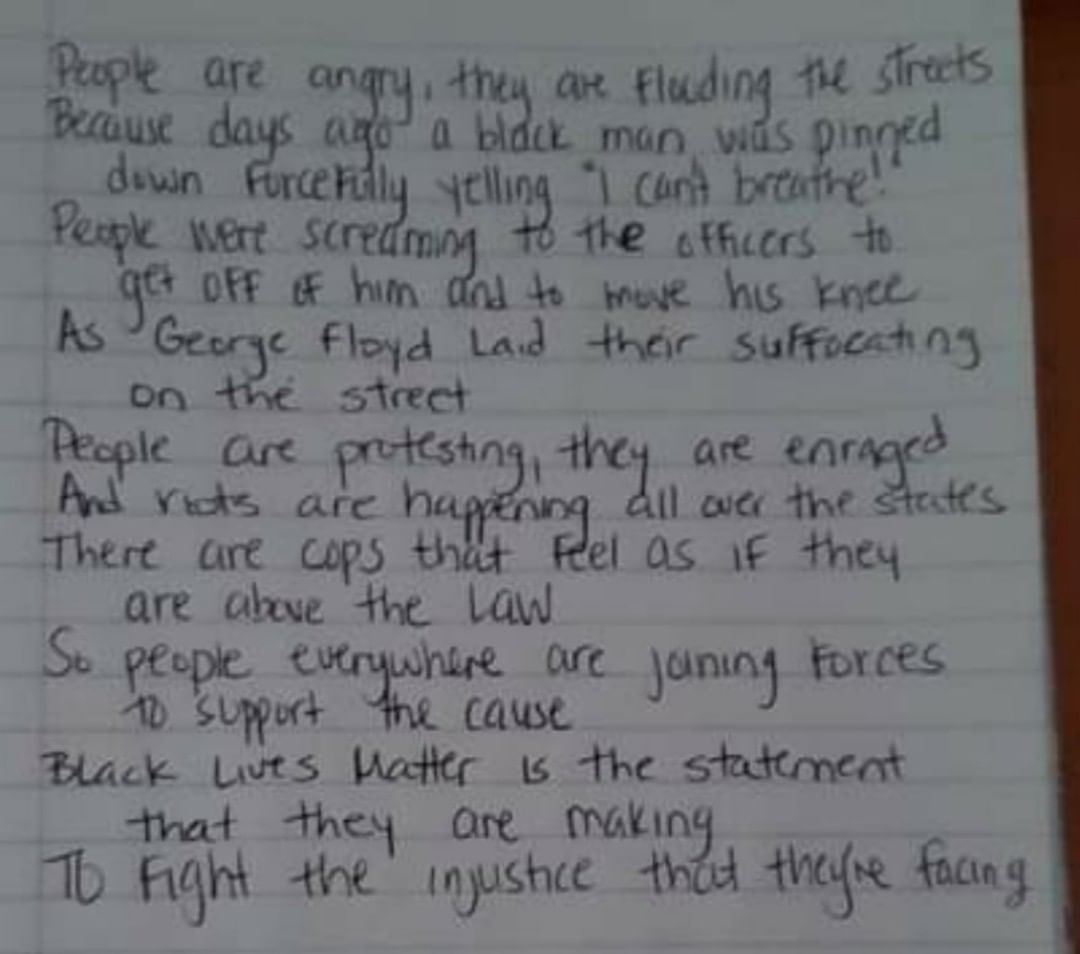 People are angry, they are flooding the streets
Because days ago a black man was pinned
down forcefully yelling "I can't breathe!"
People were screaming to the officers to
get off of him and to move his knee
As George Floyd Laid their suffocating
on the street
People are protesting, they are enraged
And riots are happening all over the states
There are cops that feel as if they
are above the Law
So people everywhere are joining forces
To support the cause
Black Lives Matter is the statement
that they are making
To fight the injustice that they're facing